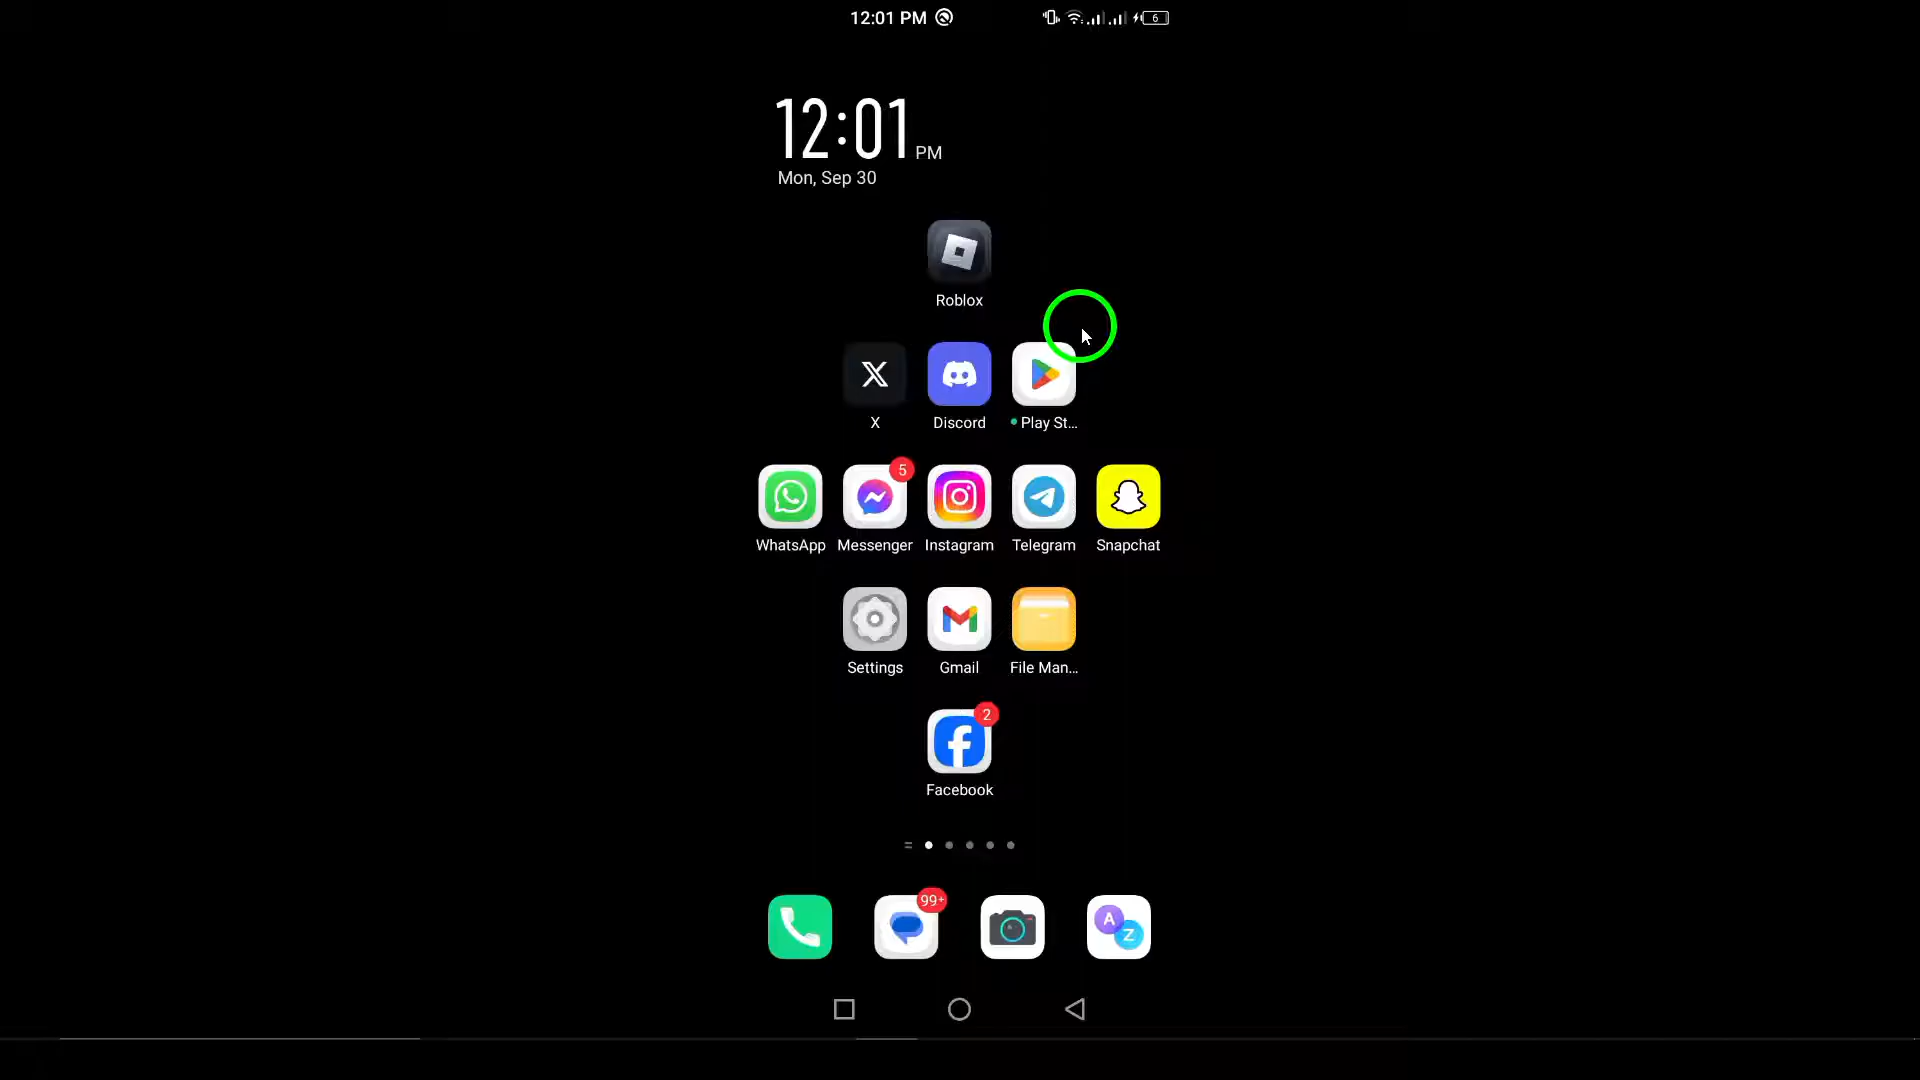 12:01 PM
6
12:01 PM
Mon, Sep 30
Roblox
X
Discord
Play St...
5
WhatsApp
Messenger
Instagram
Telegram
Snapchat
Settings
Gmail
File Man...
2
Facebook
99+
A
Z